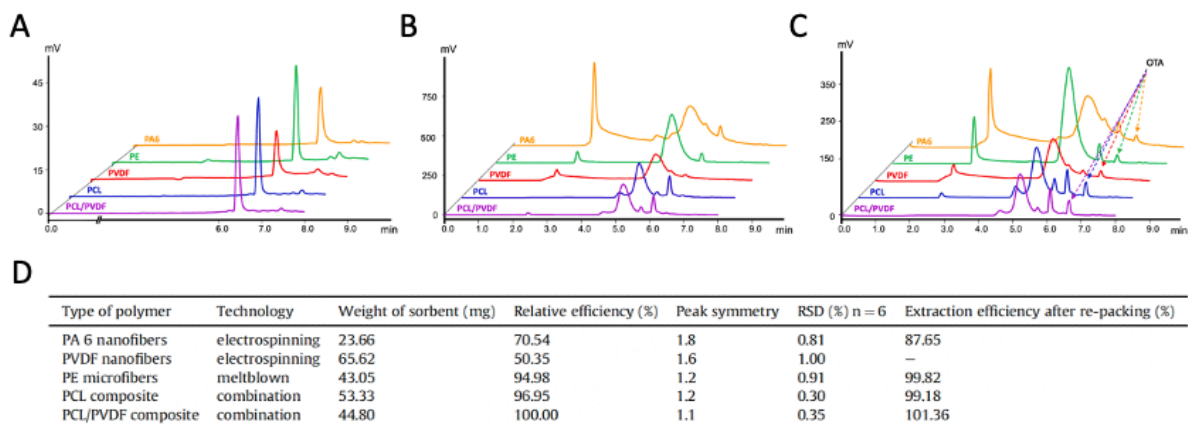 A
B
C
mV
45
30
15
0
PA6
PE
PVDF
PCL
PCL/PVDF
0.0
6.0
7.0
8.0
9.0
min
mV
750
500
250
0
PA6
PE
PVDF
PCL
PCL/PVDF
0.0
1.0
2.0
3.0
4.0
5.0
6.0
7.0
8.0
9.0
min
mV
350
250
150
50
0
OTA
PA6
PE
PVDF
PCL
PCL/PVDF
0.0
1.0
2.0
3.0
4.0
5.0
6.0
7.0
8.0
9.0
min
D
Type of polymer Technology Weight of sorbent (mg) Relative efficiency (%) Peak symmetry RSD (%) n = 6 Extraction efficiency after re-packing (%)
PA 6 nanofibers electrospinning 23.66 70.54 1.8 0.81 87.65
PVDF nanofibers electrospinning 65.62 50.35 1.6 1.00 –
PE microfibers meltblown 43.05 94.98 1.2 0.91 99.82
PCL composite combination 53.33 96.95 1.2 0.30 99.18
PCL/PVDF composite combination 44.80 100.00 1.1 0.35 101.36